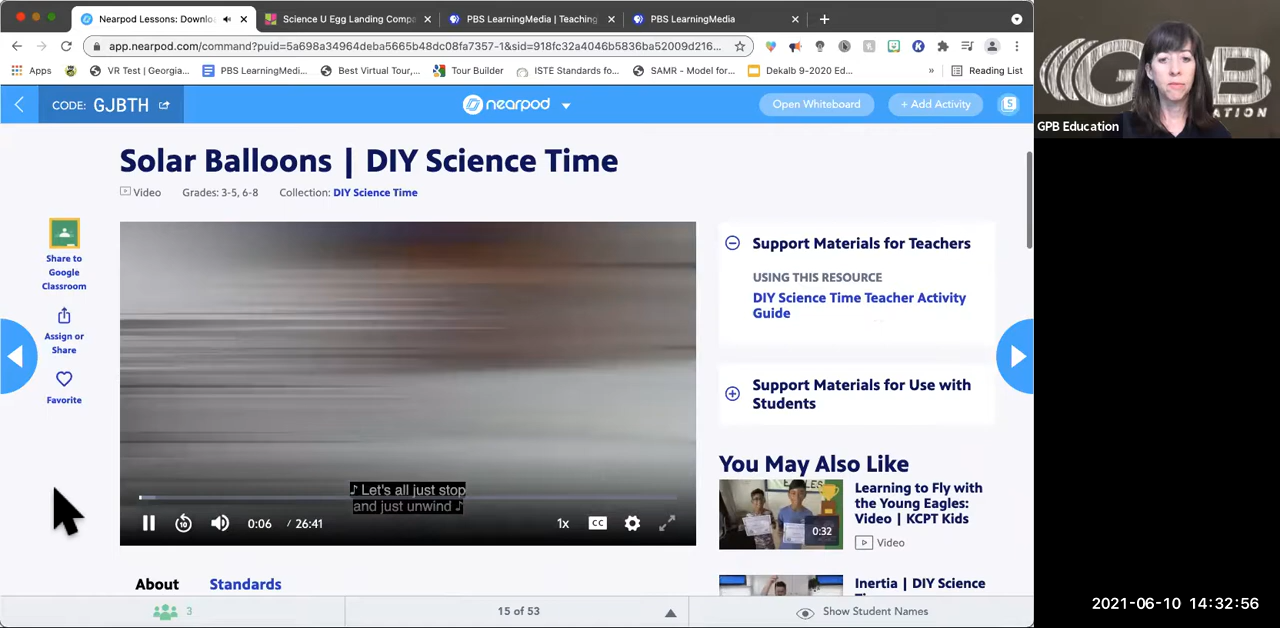 Nearpod Lessons: Downloa
Science U Egg Landing Compo
PBS LearningMedia | Teaching
PBS LearningMedia
app.nearpod.com/command?puid=5a698a34964deba5665b48dc08fa7357-1&sid=918fc32a4046b5836ba52009d216...
Apps
VR Test | Georgia...
PBS LearningMedi...
Best Virtual Tour,...
Tour Builder
ISTE Standards fo...
SAMR - Model for...
Dekalb 9-2020 Ed...
»
Reading List
CODE: GJBTH
nearpod
Open Whiteboard
+ Add Activity
S
GPB
EDUCATION
GPB Education
Solar Balloons | DIY Science Time
Video Grades: 3-5, 6-8 Collection: DIY Science Time
Share to
Google
Classroom
Assign or
Share
Favorite
♪ Let's all just stop
and just unwind ♪
10
0:06 / 26:41
1x
CC
Support Materials for Teachers
USING THIS RESOURCE
DIY Science Time Teacher Activity
Guide
Support Materials for Use with
Students
You May Also Like
0:32
Learning to Fly with
the Young Eagles:
Video | KCPT Kids
Video
Inertia | DIY Science
About
Standards
3
15 of 53
Show Student Names
2021-06-10 14:32:56